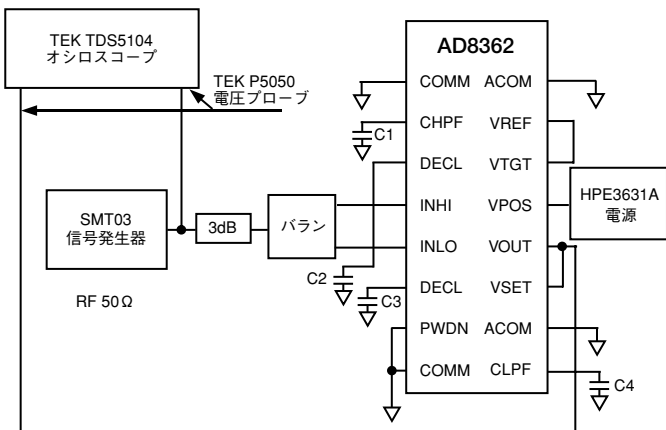 TEK TDS5104
オシロスコープ
TEK P5050
電圧プローブ
SMT03
信号発生器
RF 50Ω
3dB
バラン
C1
C2
C3
AD8362
COMM ACOM
CHPF VREF
DECL VTGT
INHI VPOS
INLO VOUT
DECL VSET
PWDN ACOM
COMM CLPF
HPE3631A
電源
C4